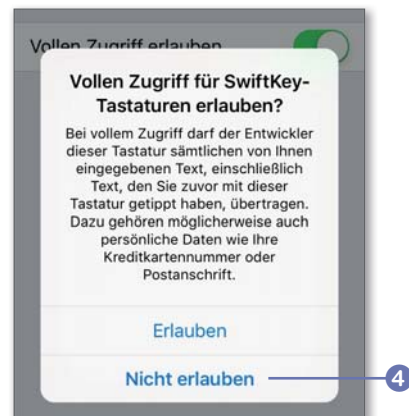 Vollen Zugriff erlauben
Vollen Zugriff für SwiftKey-
Tastaturen erlauben?
Bei vollem Zugriff darf der Entwickler
dieser Tastatur sämtlichen von Ihnen
eingegebenen Text, einschließlich
Text, den Sie zuvor mit dieser
Tastatur getippt haben, übertragen.
Dazu gehören möglicherweise auch
persönliche Daten wie Ihre
Kreditkartennummer oder
Postanschrift.
Erlauben
Nicht erlauben
4